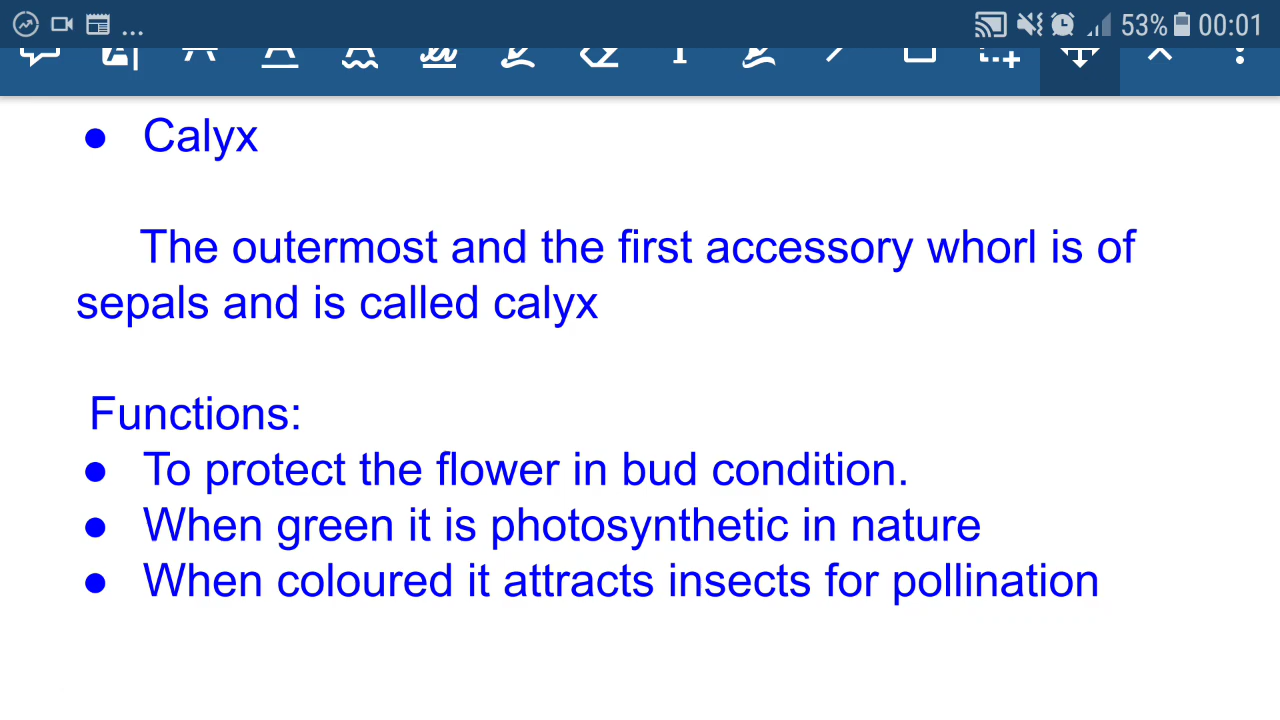 ... 53% 00:01
● Calyx
The outermost and the first accessory whorl is of
sepals and is called calyx
Functions:
● To protect the flower in bud condition.
● When green it is photosynthetic in nature
● When coloured it attracts insects for pollination